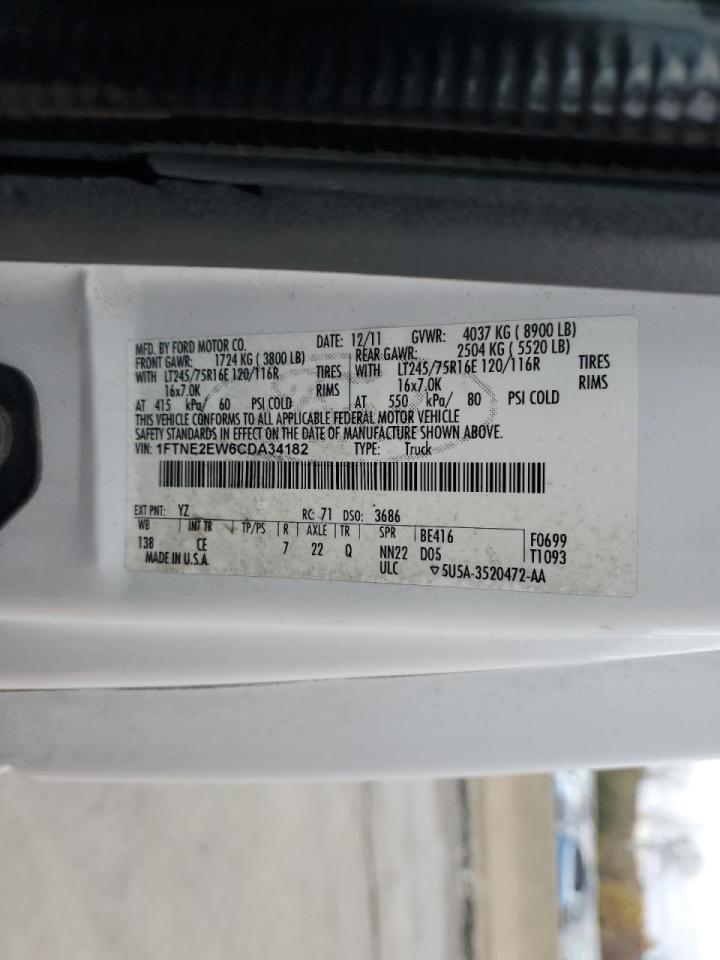 MFD. BY FORD MOTOR CO.
DATE: 12/11 GVWR: 4037 KG ( 8900 LB)
FRONT GAWR: 1724 KG ( 3800 LB) REAR GAWR: 2504 KG ( 5520 LB)
WITH LT245/75R16E 120/116R TIRES WITH LT245/75R16E 120/116R TIRES
16x7.0K RIMS 16x7.0K RIMS
AT 415 kPa/ 60 PSI COLD AT 550 kPa/ 80 PSI COLD
THIS VEHICLE CONFORMS TO ALL APPLICABLE FEDERAL MOTOR VEHICLE
SAFETY STANDARDS IN EFFECT ON THE DATE OF MANUFACTURE SHOWN ABOVE.
VIN: 1FTNE2EW6CDA34182 TYPE: Truck
EXT PNT: YZ RC: 71 DSO: 3686
WB INT TR TP/PS R AXLE TR SPR BE416 F0699
138 CE 7 22 Q NN22 D05 T1093
MADE IN U.S.A. ULC ▽5U5A-3520472-AA